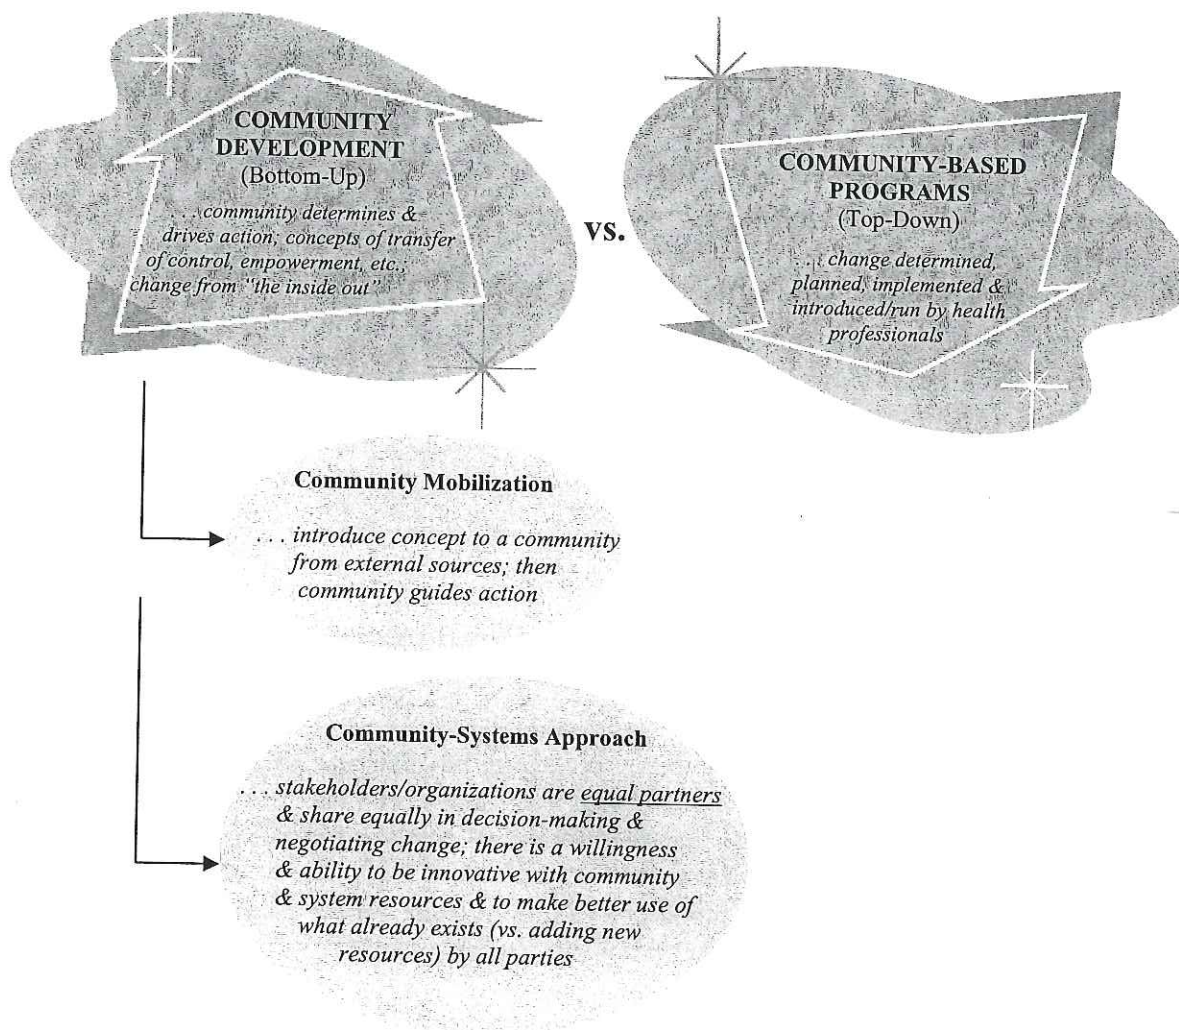 COMMUNITY
DEVELOPMENT
(Bottom-Up)
. . . community determines &
drives action; concepts of transfer
of control, empowerment, etc.,
change from "the inside out"
vs.
COMMUNITY-BASED
PROGRAMS
(Top-Down)
. . . change determined,
planned, implemented &
introduced/run by health
professionals
Community Mobilization
. . . introduce concept to a community
from external sources; then
community guides action
Community-Systems Approach
. . . stakeholders/organizations are equal partners
& share equally in decision-making &
negotiating change; there is a willingness
& ability to be innovative with community
& system resources & to make better use of
what already exists (vs. adding new
resources) by all parties